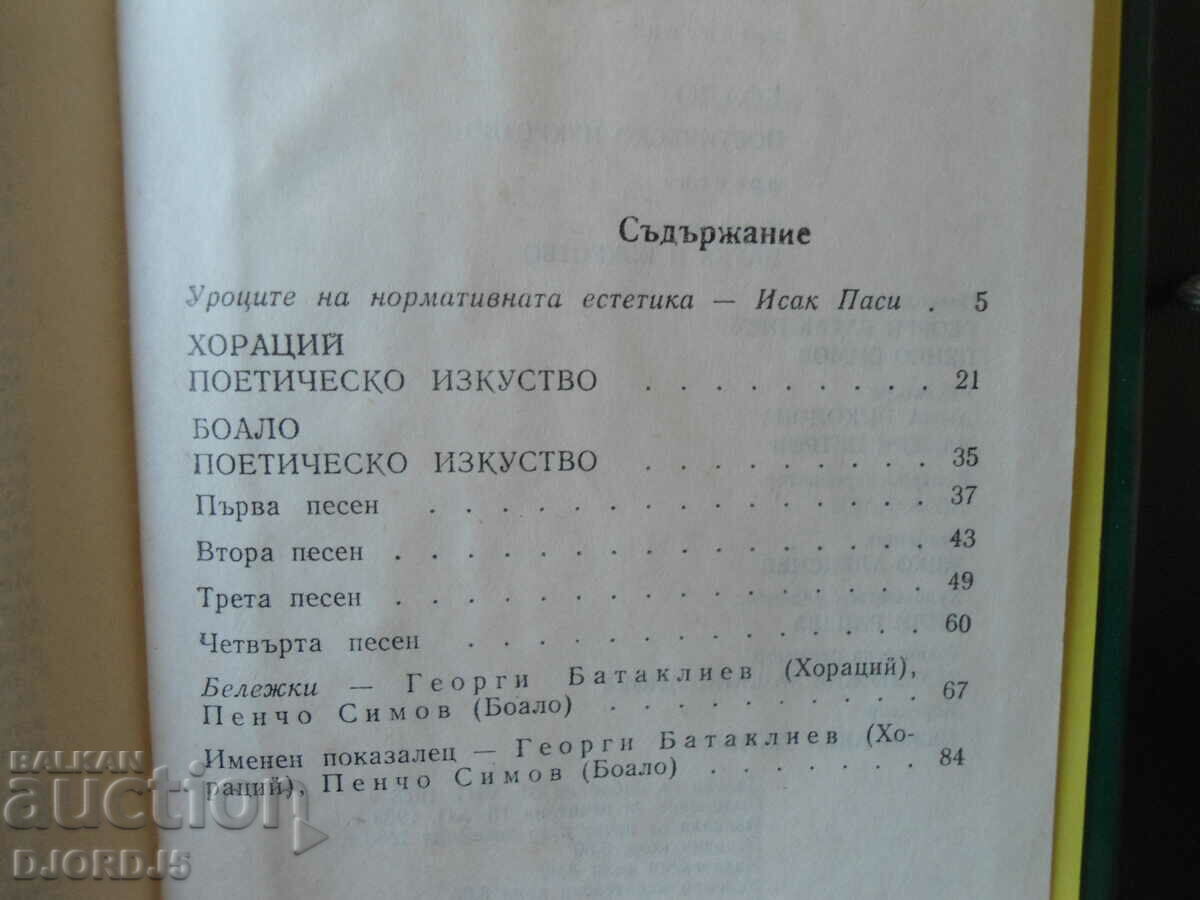 Съдържание
Уроците на нормативната естетика — Исак Паси . 5
ХОРАЦИЙ
ПОЕТИЧЕСКО ИЗКУСТВО . . . . . . . . . 21
БОАЛО
ПОЕТИЧЕСКО ИЗКУСТВО . . . . . . . . . 35
Първа песен . . . . . . . . . . . . . . . 37
Втора песен . . . . . . . . . . . . . . . . 43
Трета песен . . . . . . . . . . . . . . . . 49
Четвърта песен . . . . . . . . . . . . . . 60
Бележки — Георги Батаклиев (Хораций),
Пенчо Симов (Боало) . . . . . . . . . . 67
Именен показалец — Георги Батаклиев (Хо-
раций), Пенчо Симов (Боало) . . . . . . . 84
BALKAN
auction
DJORDJ5